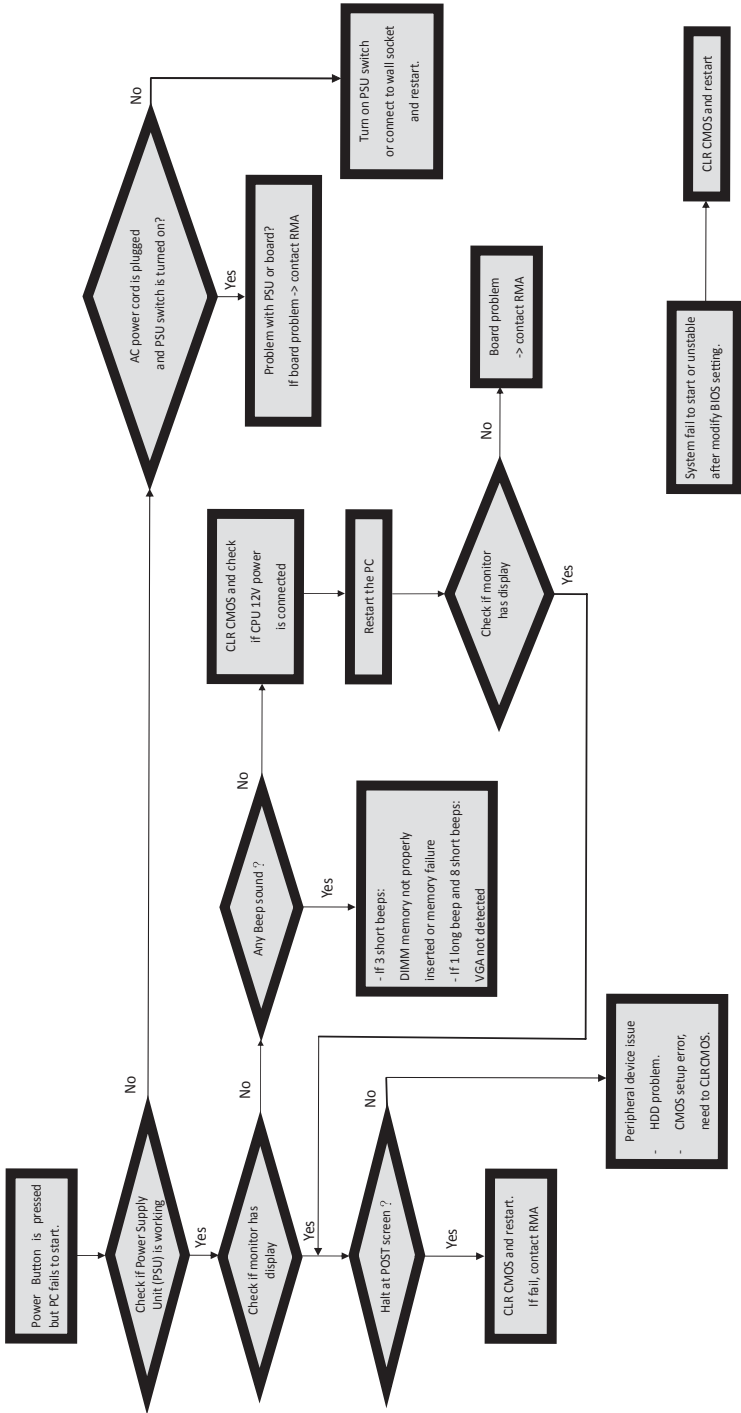 Power Button is pressed
but PC fails to start.
Check if Power Supply
Unit (PSU) is working
No
AC power cord is plugged
and PSU switch is turned on?
No
Turn on PSU switch
or connect to wall socket
and restart.
Yes
Problem with PSU or board?
If board problem -> contact RMA
Yes
Check if monitor has
display
No
Any Beep sound ?
No
CLR CMOS and check
if CPU 12V power
is connected
Restart the PC
Check if monitor
has display
No
Board problem
-> contact RMA
Yes
Yes
- If 3 short beeps:
DIMM memory not properly
inserted or memory failure
- If 1 long beep and 8 short beeps:
VGA not detected
Yes
Halt at POST screen ?
No
Peripheral device issue
- HDD problem.
- CMOS setup error,
need to CLRCMOS.
Yes
CLR CMOS and restart.
If fail, contact RMA
System fail to start or unstable
after modify BIOS setting.
CLR CMOS and restart